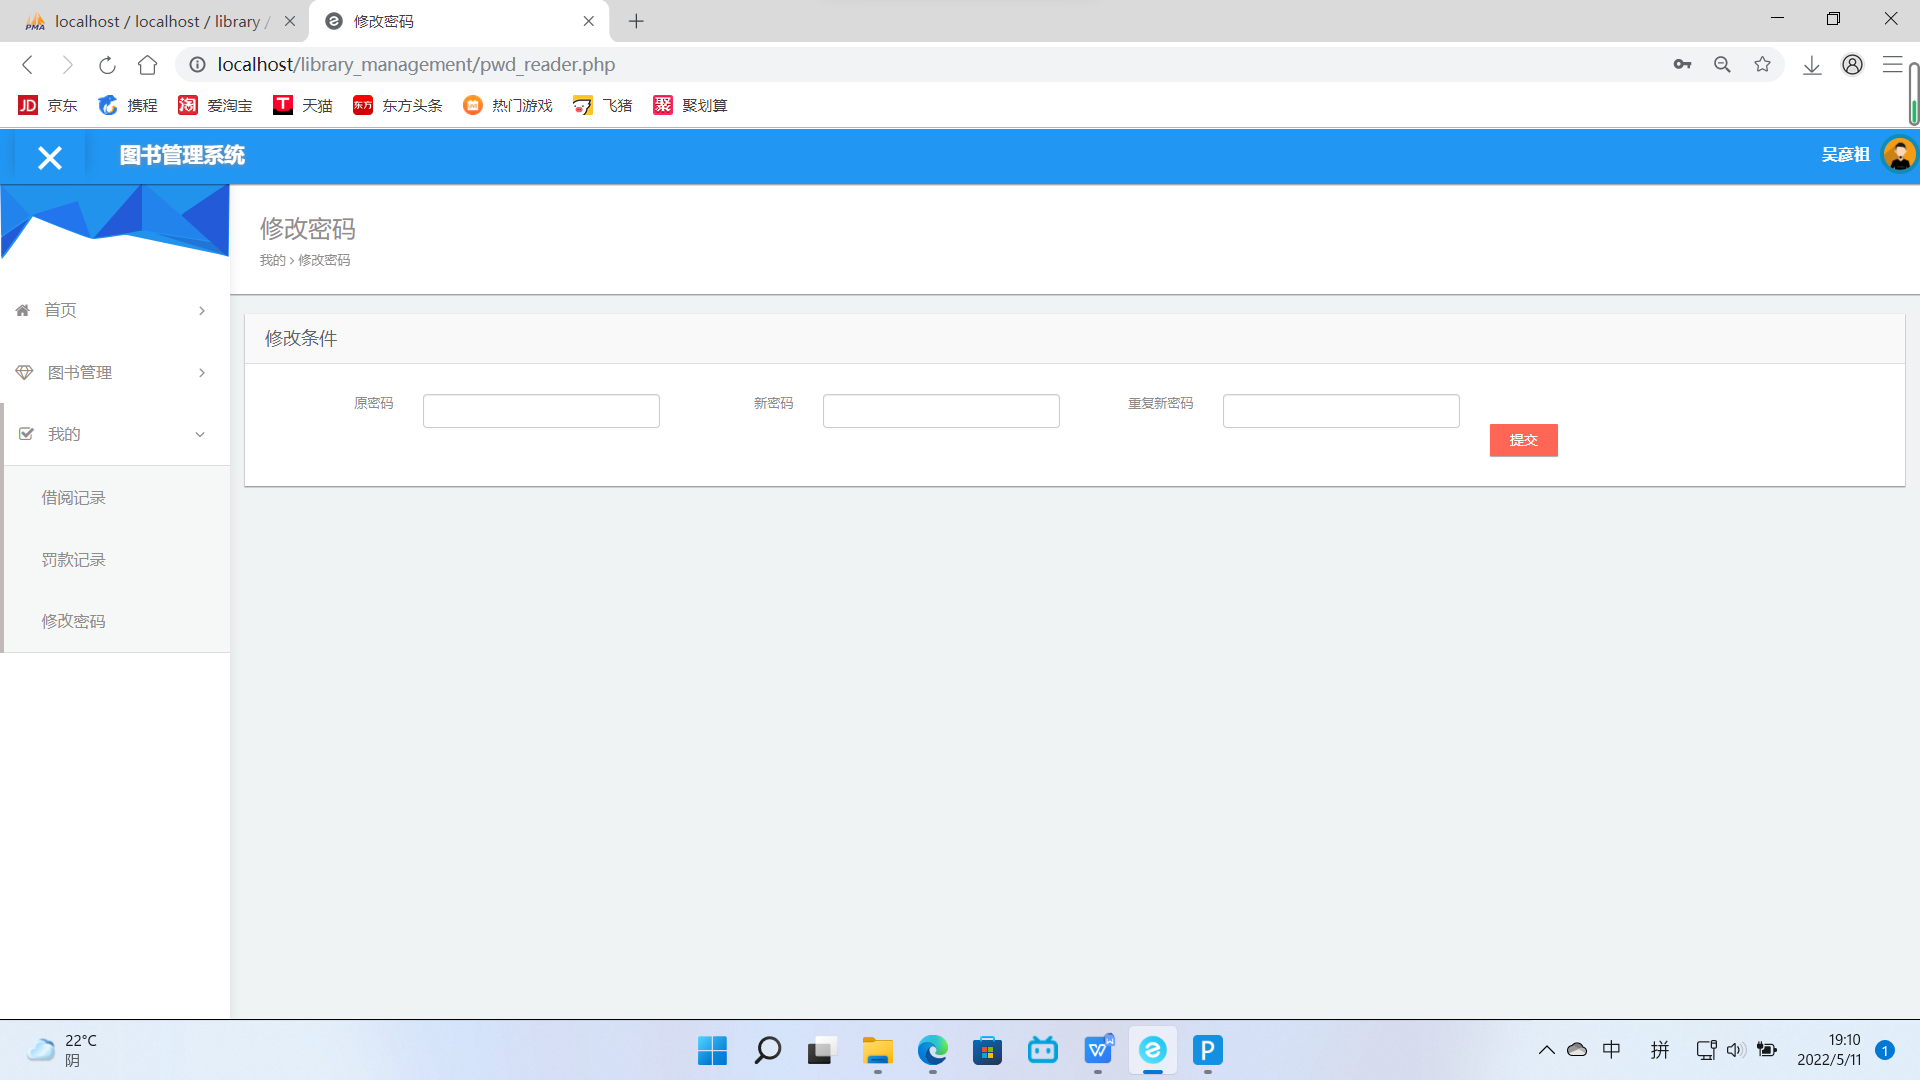 localhost / localhost / library /
修改密码
localhost/library_management/pwd_reader.php
JD 京东
携程
淘 爱淘宝
T 天猫
东方 东方头条
热门游戏
飞猪
聚 聚划算
图书管理系统
吴彦祖
修改密码
我的 > 修改密码
首页
图书管理
我的
借阅记录
罚款记录
修改密码
修改条件
原密码
新密码
重复新密码
提交
22°C
阴
中
拼
19:10
2022/5/11
1